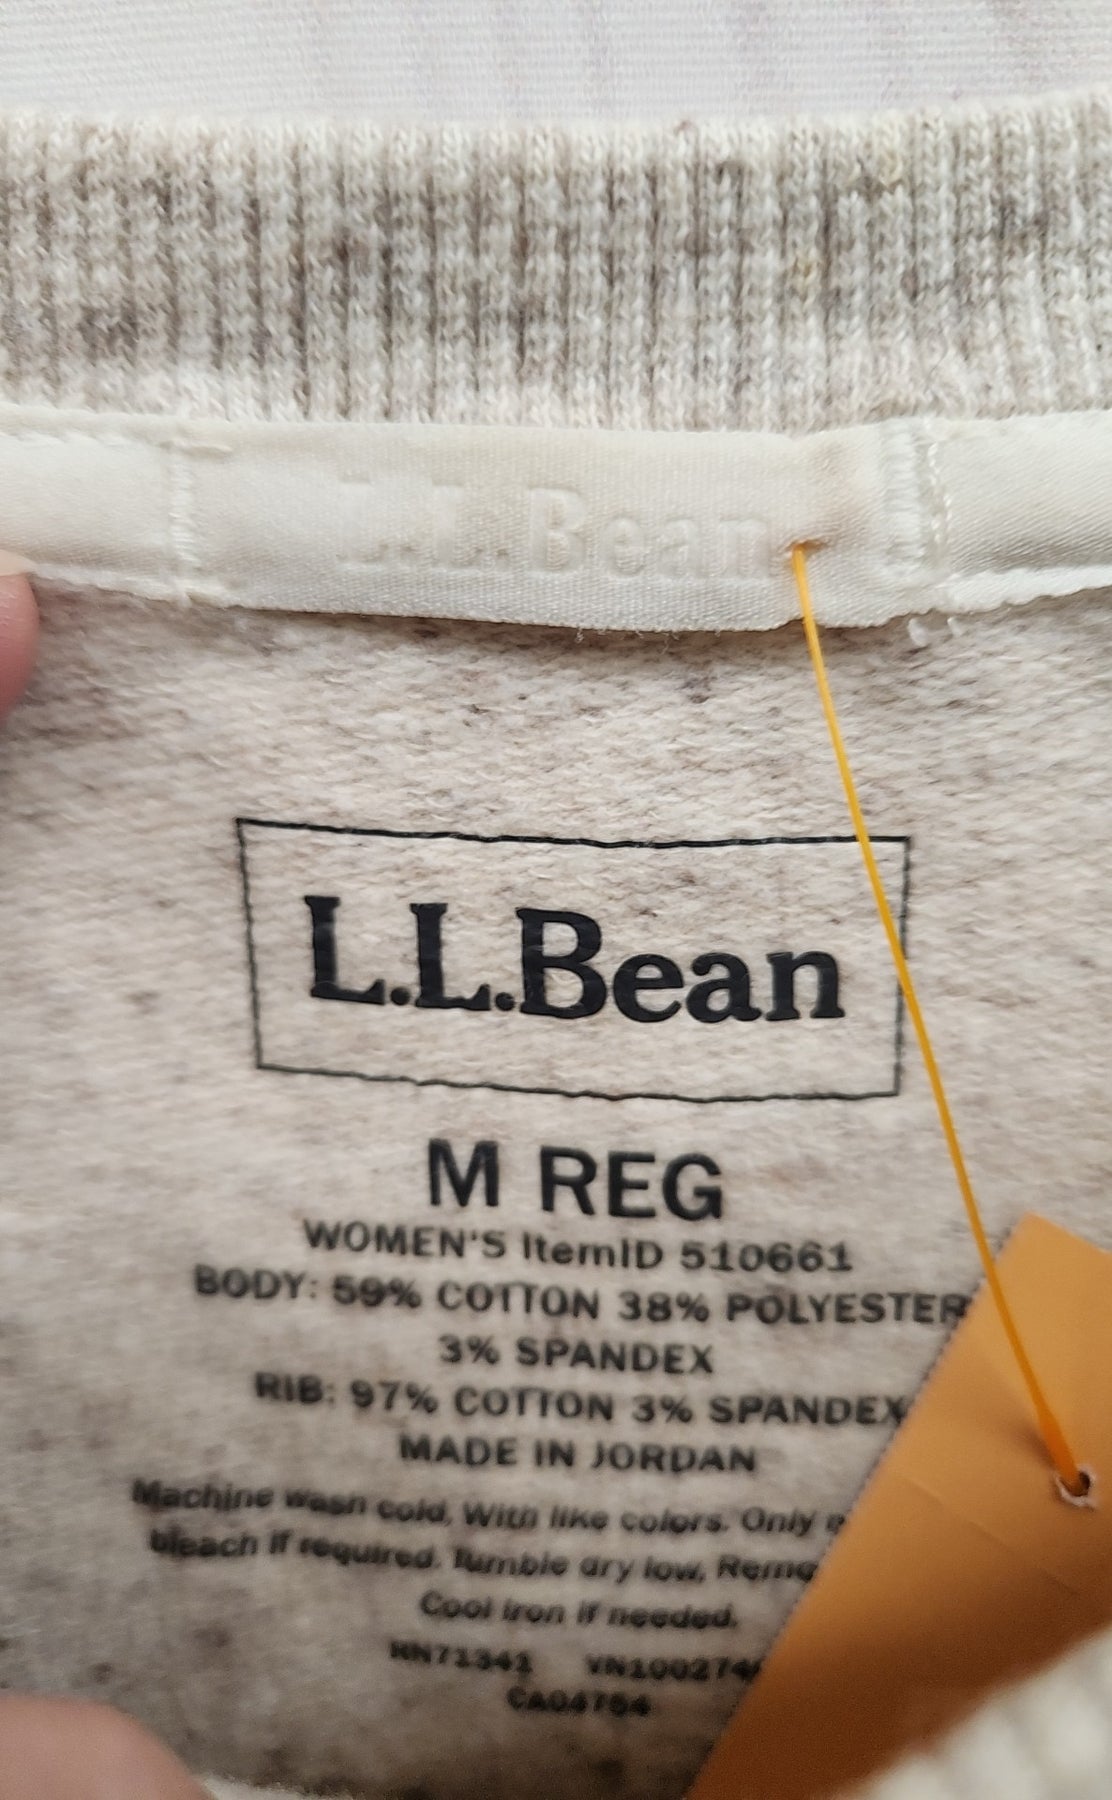 L.L.Bean
L.L.Bean
M REG
WOMEN'S ItemID 510661
BODY: 59% COTTON 38% POLYESTER
3% SPANDEX
RIB: 97% COTTON 3% SPANDEX
MADE IN JORDAN
Machine wash cold, With like colors. Only
bleach if required. Tumble dry low,
Cool iron if needed.
RN71341
CA04754